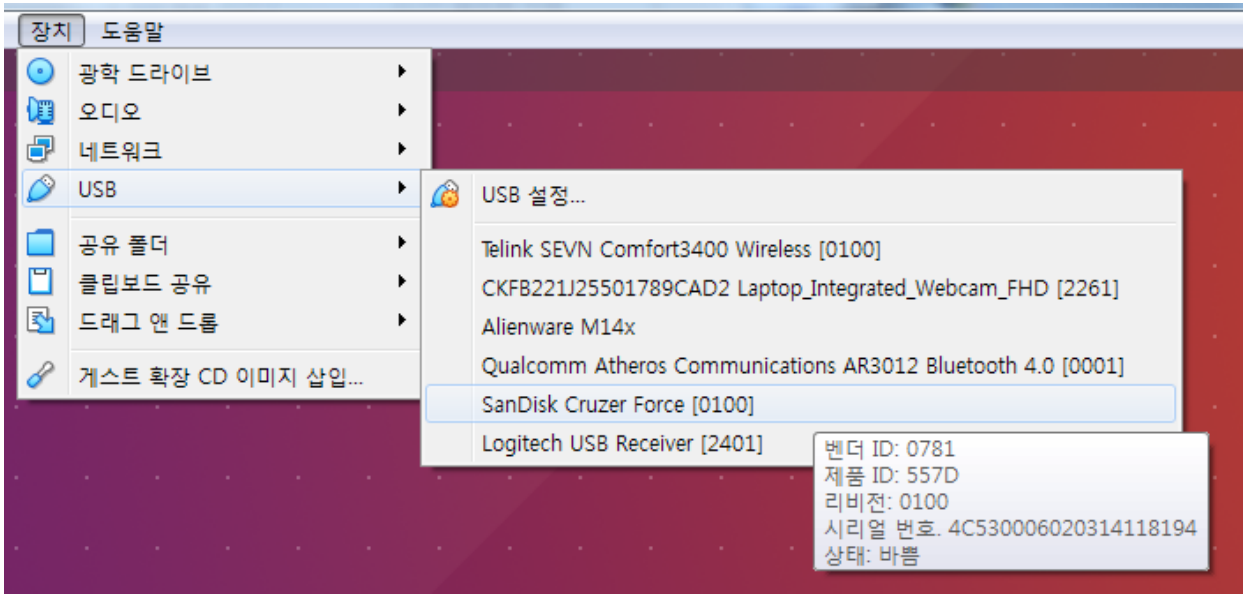 장치 도움말
광학 드라이브
오디오
네트워크
USB
공유 폴더
클립보드 공유
드래그 앤 드롭
게스트 확장 CD 이미지 삽입...
USB 설정...
Telink SEVN Comfort3400 Wireless [0100]
CKFB221J25501789CAD2 Laptop_Integrated_Webcam_FHD [2261]
Alienware M14x
Qualcomm Atheros Communications AR3012 Bluetooth 4.0 [0001]
SanDisk Cruzer Force [0100]
Logitech USB Receiver [2401]
벤더 ID: 0781
제품 ID: 557D
리비전: 0100
시리얼 번호. 4C530006020314118194
상태: 바쁨